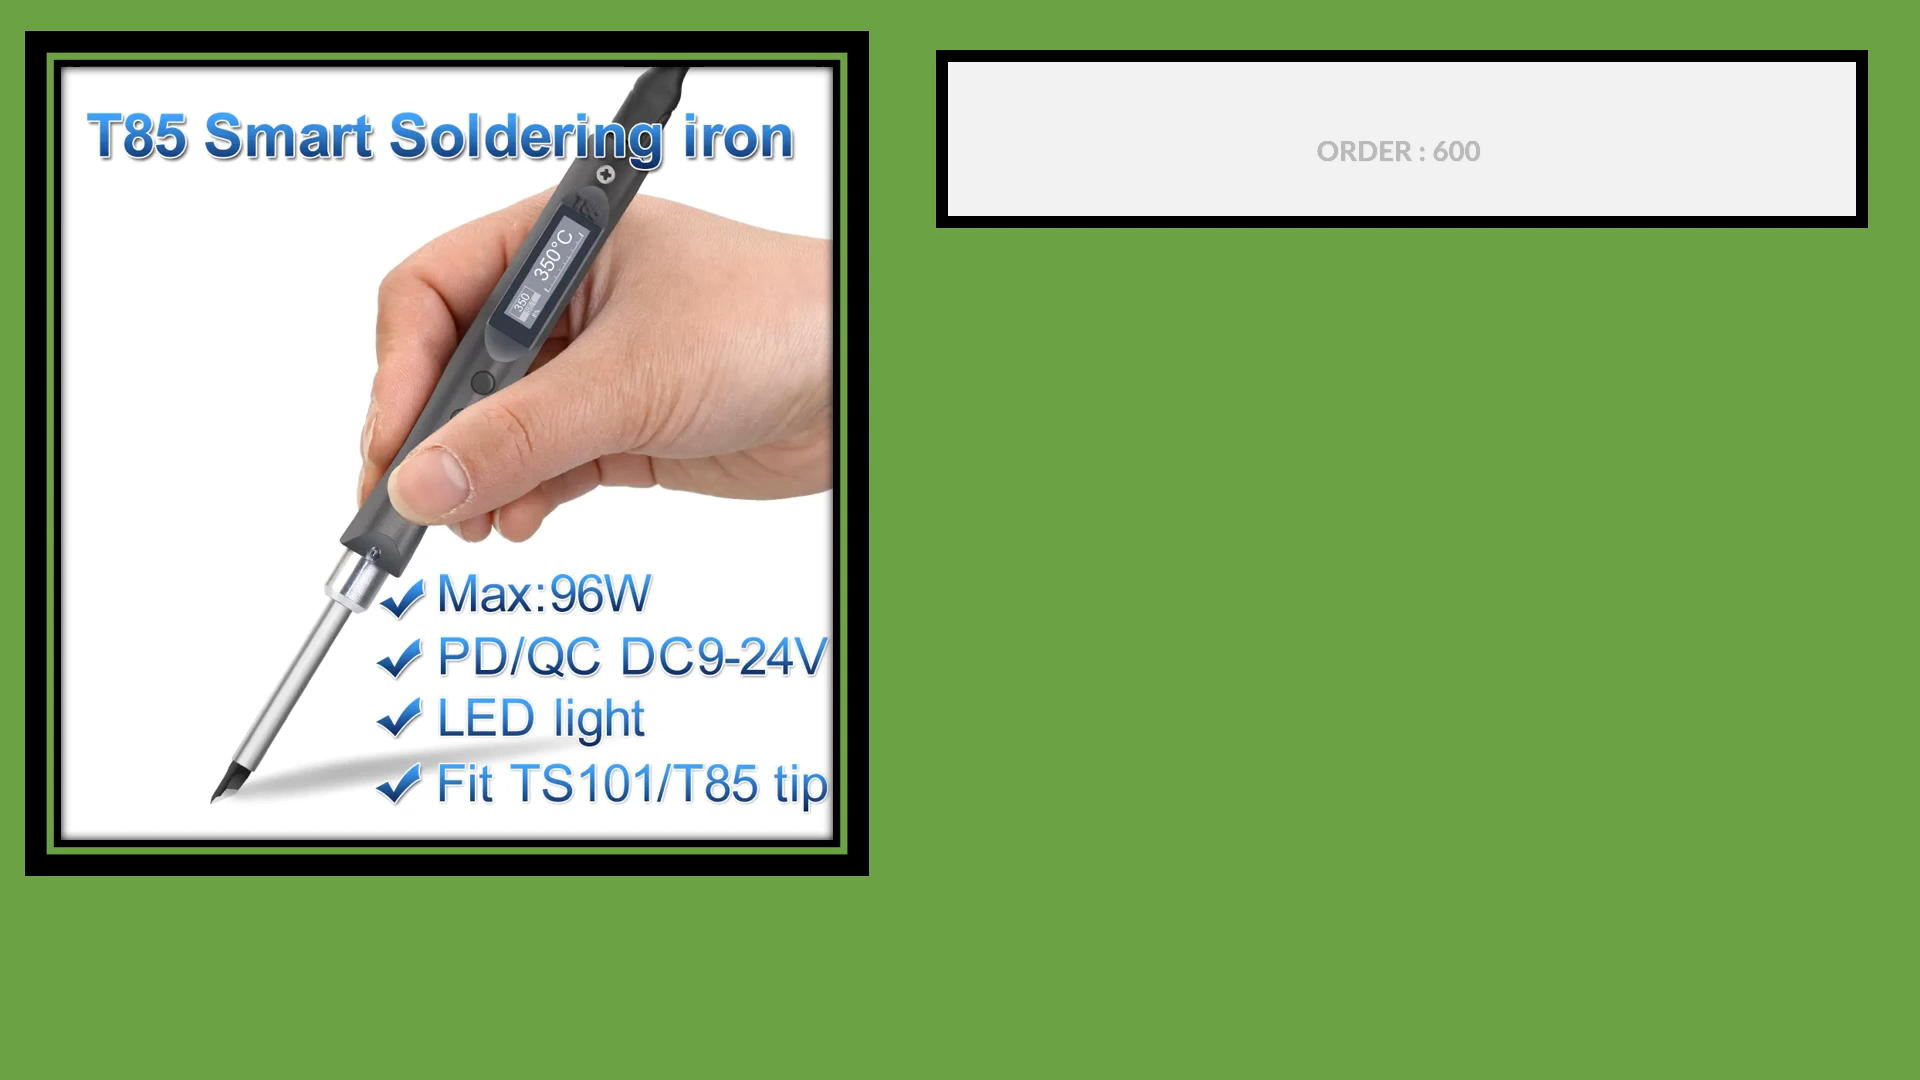 T85 Smart Soldering iron
350°C
350
Max:96W
PD/QC DC9-24V
LED light
Fit TS101/T85 tip
ORDER : 600